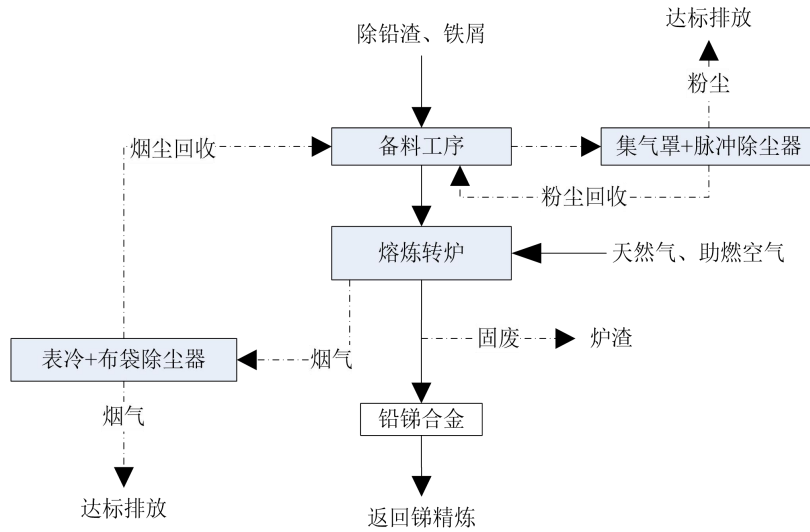 达标排放
除铅渣、铁屑
粉尘
烟尘回收
备料工序
集气罩+脉冲除尘器
粉尘回收
熔炼转炉
天然气、助燃空气
固废
炉渣
表冷+布袋除尘器
烟气
烟气
铅锑合金
达标排放
返回锑精炼